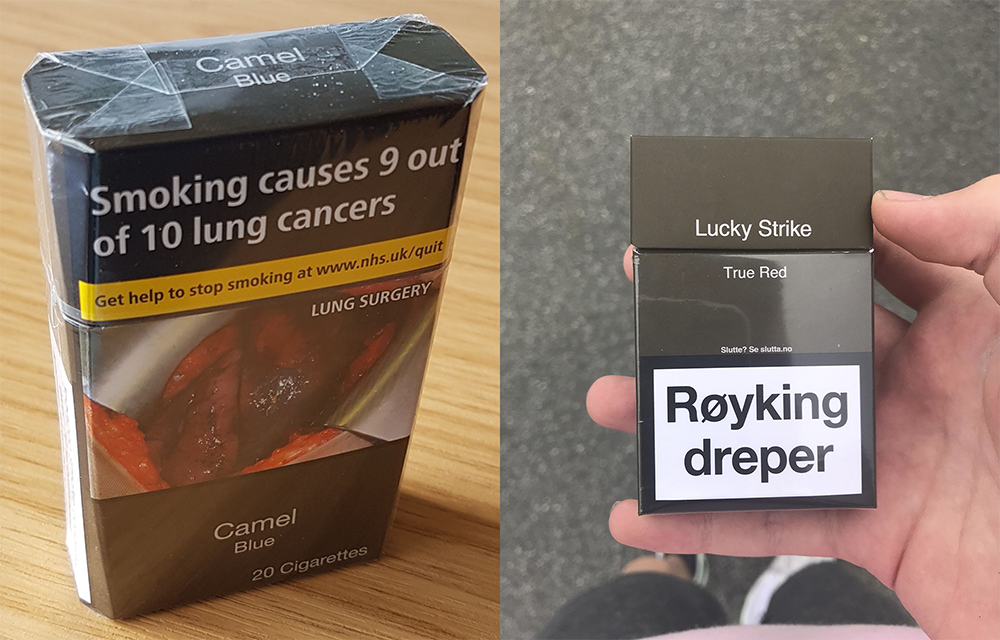 Camel
Blue
Smoking causes 9 out
of 10 lung cancers
Get help to stop smoking at www.nhs.uk/quit
LUNG SURGERY
Camel
Blue
20 Cigarettes
Lucky Strike
True Red
Slutte? Se slutta.no
Røyking
dreper